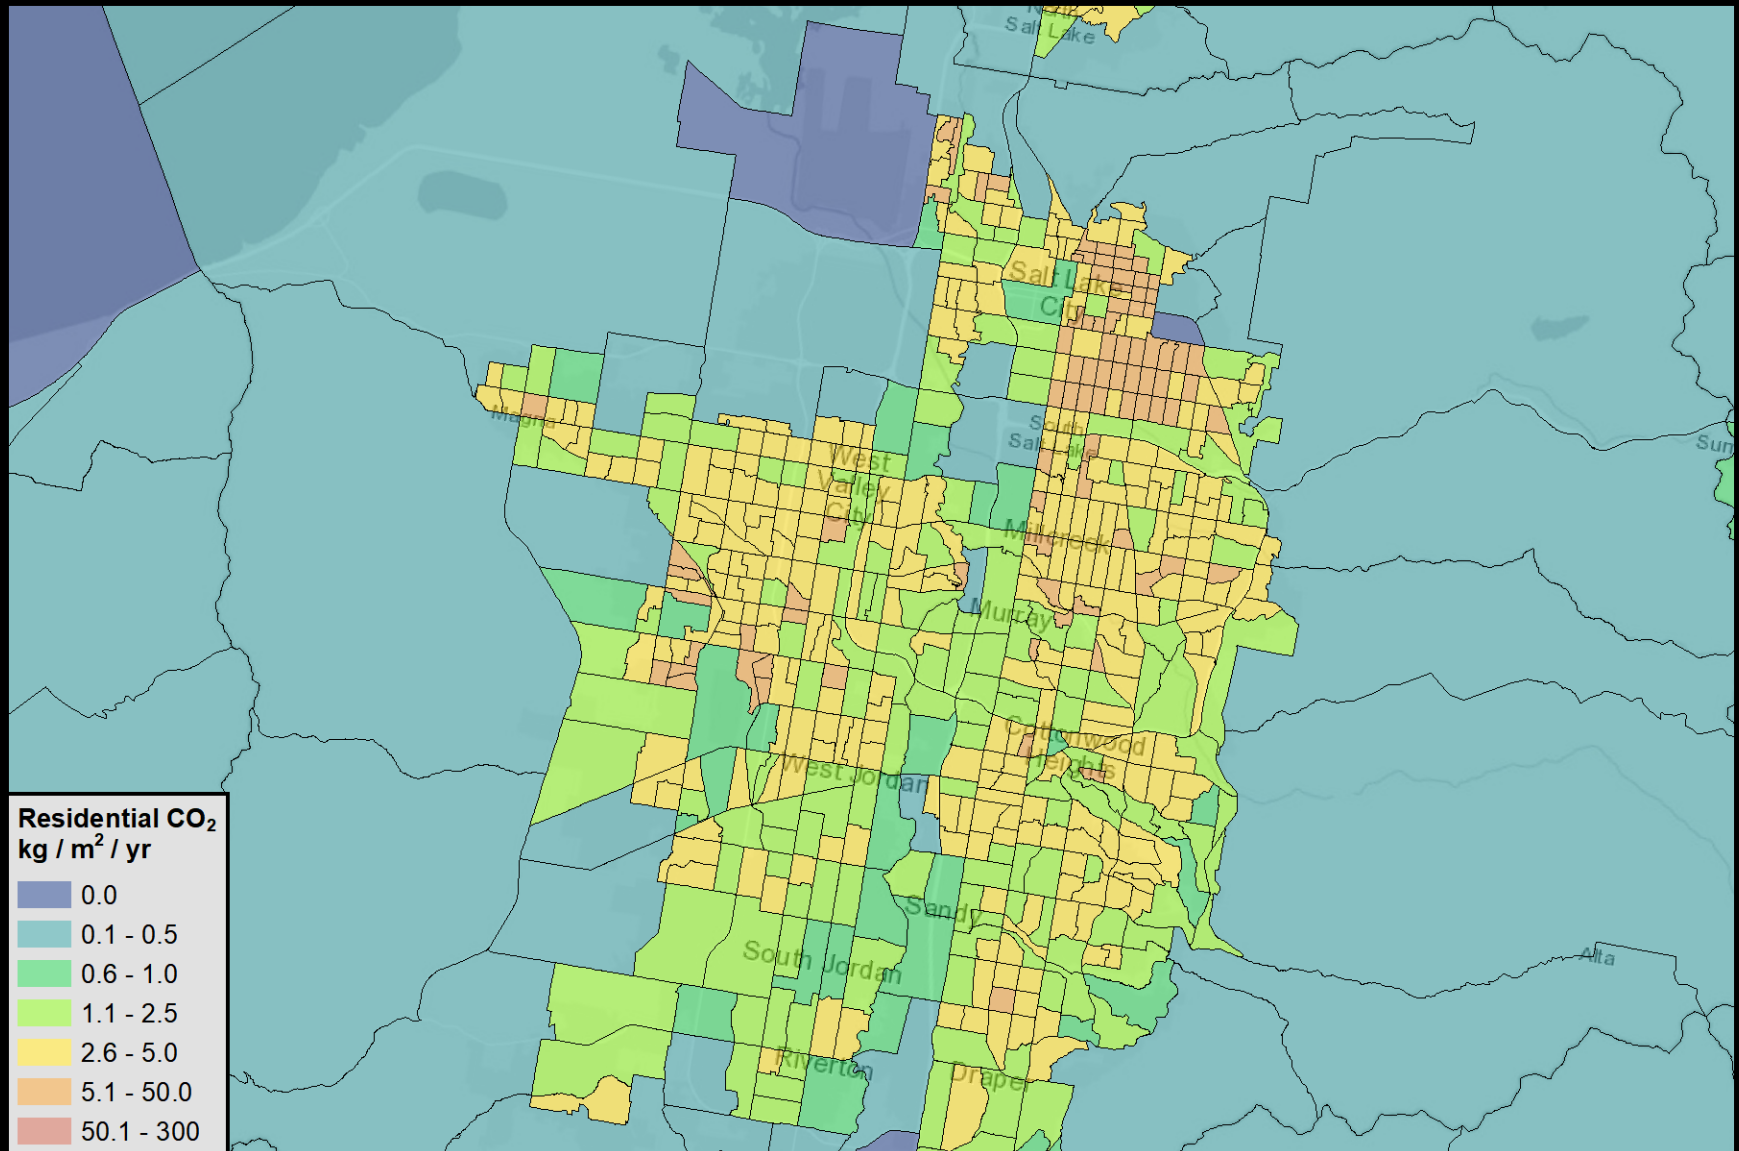 North
Salt Lake
Salt Lake
City
Magna
South
Salt Lake
Sum
West
Valley
City
Millcreek
Murray
Cottonwood
Heights
West Jordan
Sandy
South Jordan
Alta
Riverton
Draper
Residential CO₂
kg / m² / yr
0.0
0.1 - 0.5
0.6 - 1.0
1.1 - 2.5
2.6 - 5.0
5.1 - 50.0
50.1 - 300